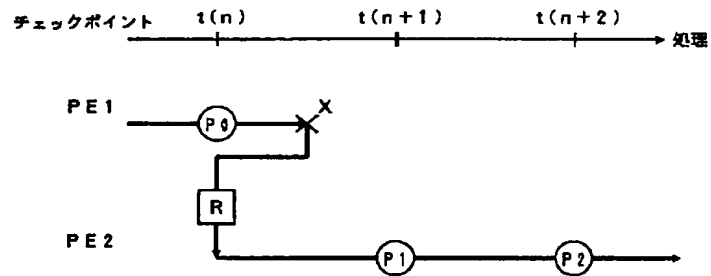 チェックポイント t(n) t(n+1) t(n+2)
処理
PE1 P0 X
R
PE2 P1 P2